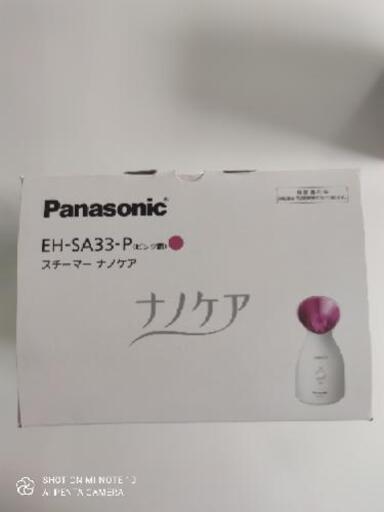 Panasonic
EH-SA33-P(ピンク調)
スチーマー ナノケア
ナノケア
SHOT ON MI NOTE 10
AI PENTA CAMERA